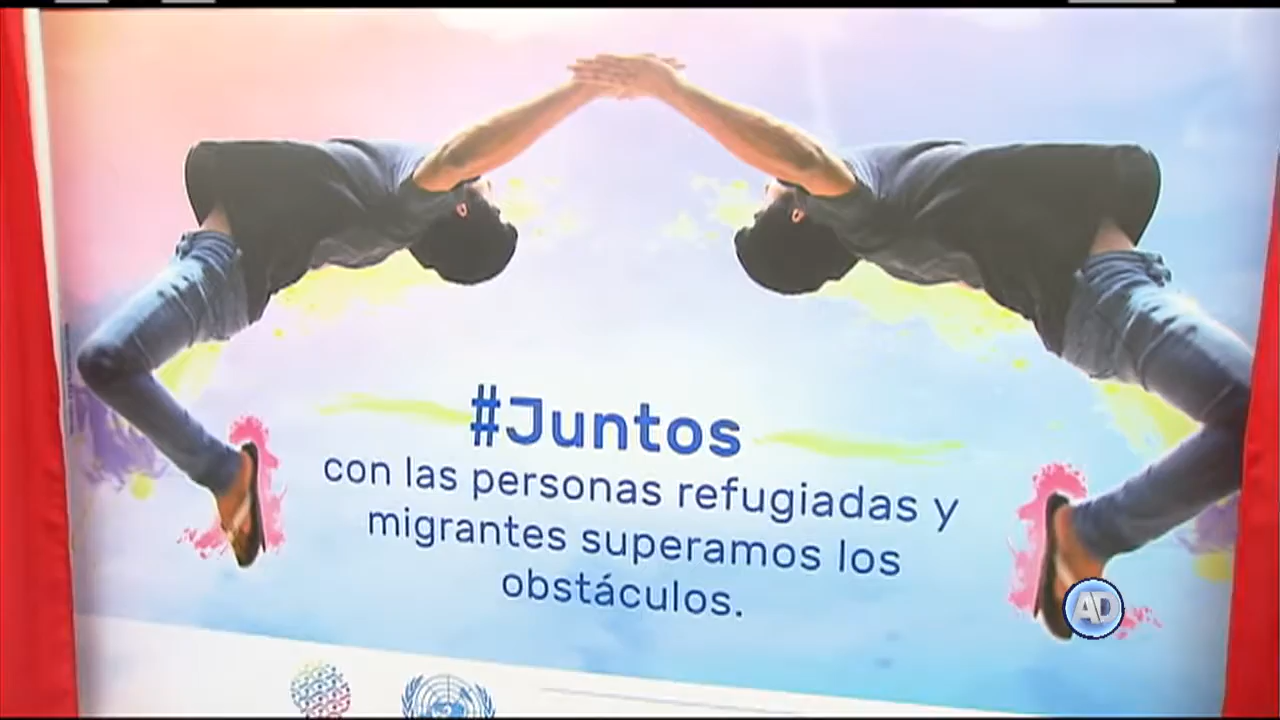 #Juntos
con las personas refugiadas y
migrantes superamos los
obstáculos.
AD